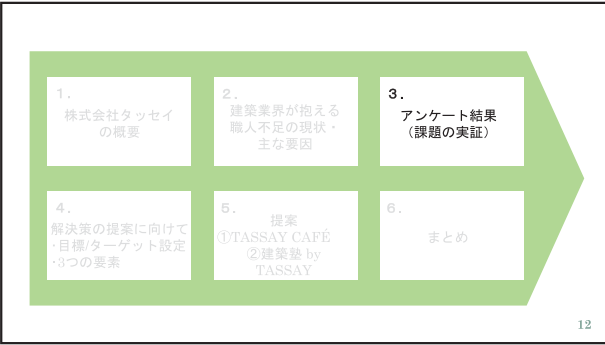 1.
株式会社タッセイ
の概要
2.
建築業界が抱える
職人不足の現状・
主な要因
3.
アンケート結果
（課題の実証）
4.
解決策の提案に向けて
・目標/ターゲット設定
・3つの要素
5.
提案
①TASSAY CAFÉ
②建築塾 by
TASSAY
6.
まとめ
12